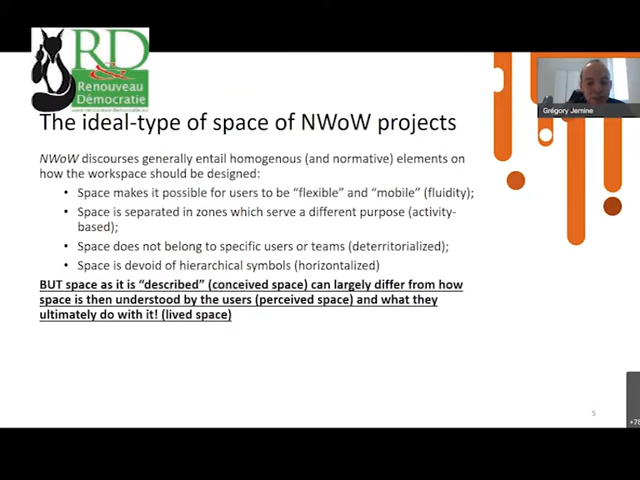 RD
&
Renouveau
Démocratie
The ideal-type of space of NWoW projects
Grégory Jemine
NWoW discourses generally entail homogenous (and normative) elements on
how the workspace should be designed:
• Space makes it possible for users to be “flexible” and “mobile” (fluidity);
• Space is separated in zones which serve a different purpose (activity-
based);
• Space does not belong to specific users or teams (deterritorialized);
• Space is devoid of hierarchical symbols (horizontalized)
BUT space as it is “described” (conceived space) can largely differ from how
space is then understood by the users (perceived space) and what they
ultimately do with it! (lived space)
5
+78